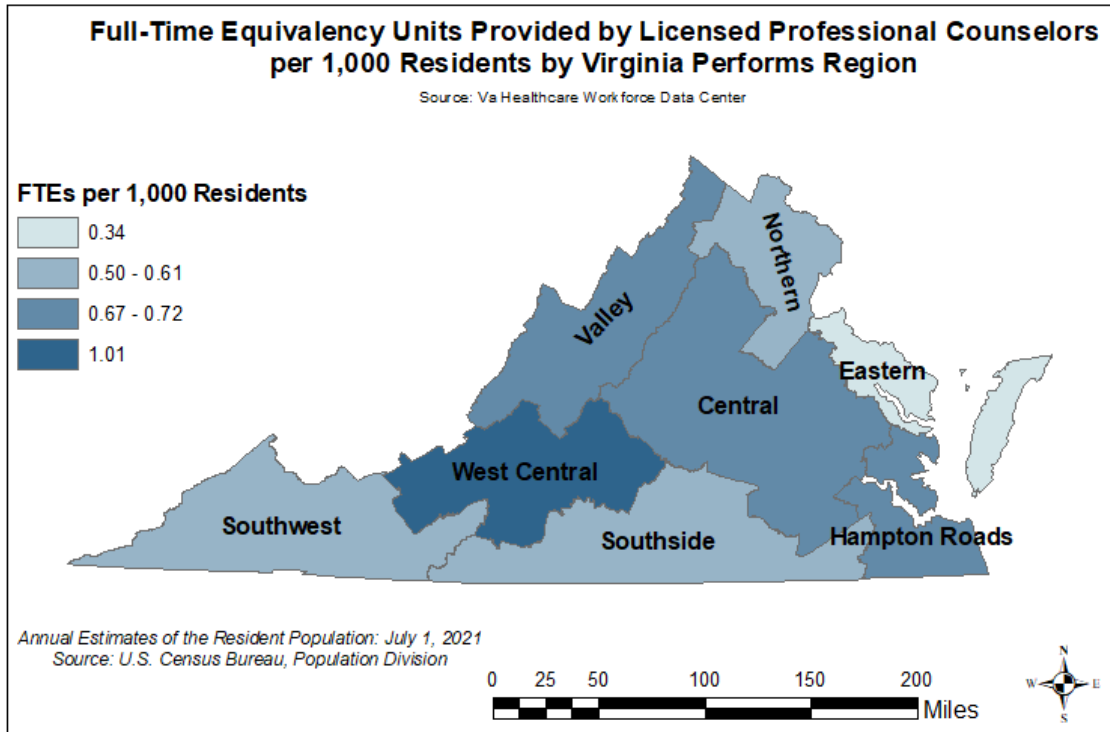 Full-Time Equivalency Units Provided by Licensed Professional Counselors
per 1,000 Residents by Virginia Performs Region
Source: Va Healthcare Workforce Data Center
FTEs per 1,000 Residents
0.34
0.50 - 0.61
0.67 - 0.72
1.01
Northern
Valley
Eastern
Central
West Central
Southwest
Southside
Hampton Roads
Annual Estimates of the Resident Population: July 1, 2021
Source: U.S. Census Bureau, Population Division
0 25 50 100 150 200
Miles
N
W E
S